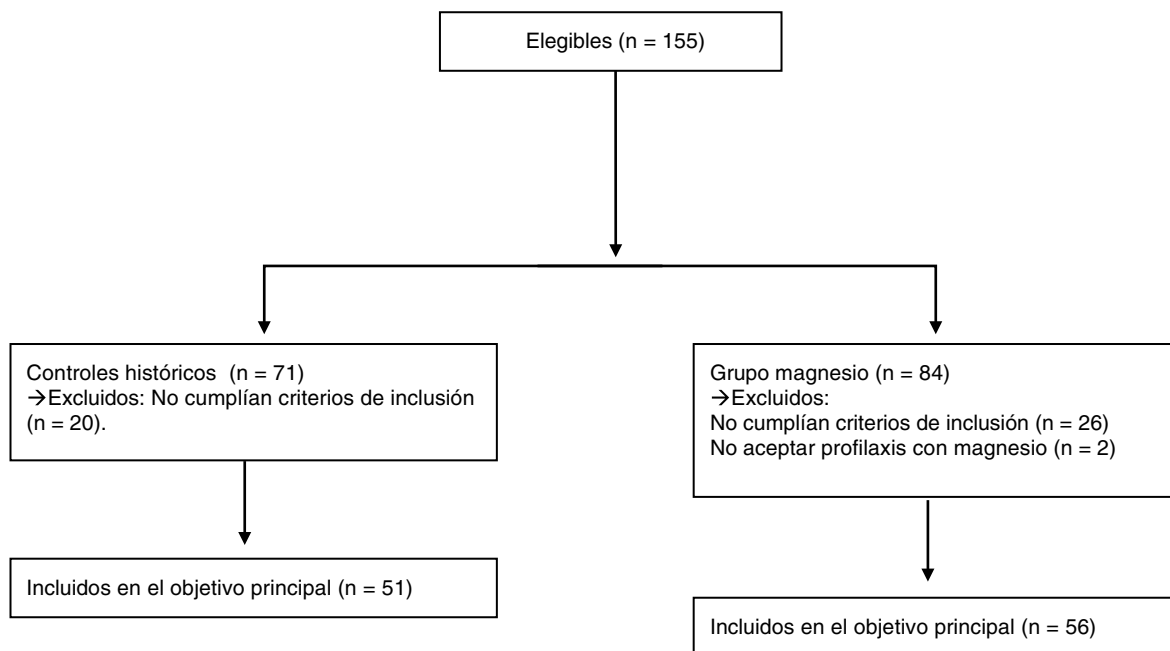 Elegibles (n = 155)
Controles históricos (n = 71)
→Excluidos: No cumplían criterios de inclusión
(n = 20).
Grupo magnesio (n = 84)
→Excluidos:
No cumplían criterios de inclusión (n = 26)
No aceptar profilaxis con magnesio (n = 2)
Incluidos en el objetivo principal (n = 51)
Incluidos en el objetivo principal (n = 56)